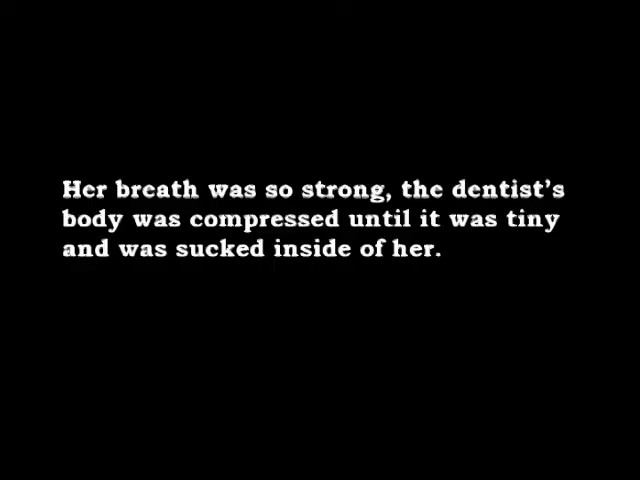 Her breath was so strong, the dentist's
body was compressed until it was tiny
and was sucked inside of her.